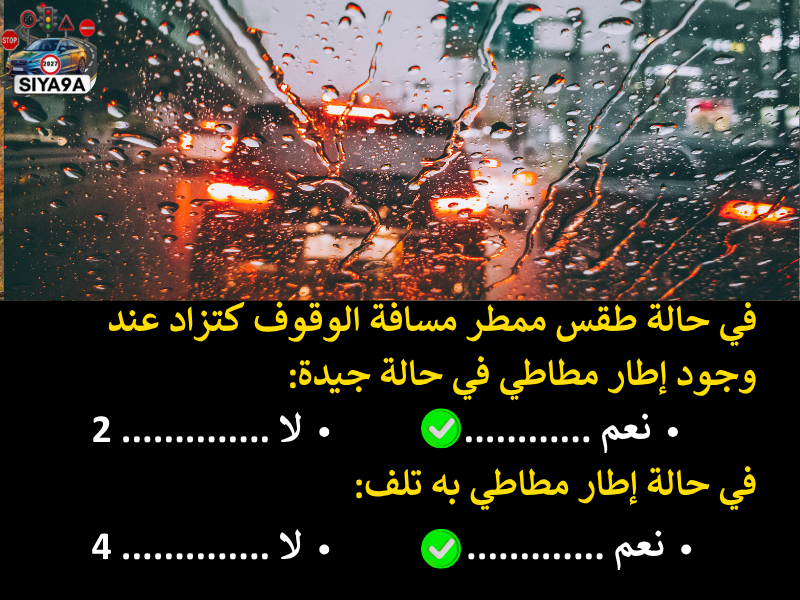 STOP
2027
SIYA9A
في حالة طقس ممطر مسافة الوقوف كتزاد عند
وجود إطار مطاطي في حالة جيدة:
• نعم ............ • لا .............. 2
في حالة إطار مطاطي به تلف:
• نعم ............. • لا .............. 4